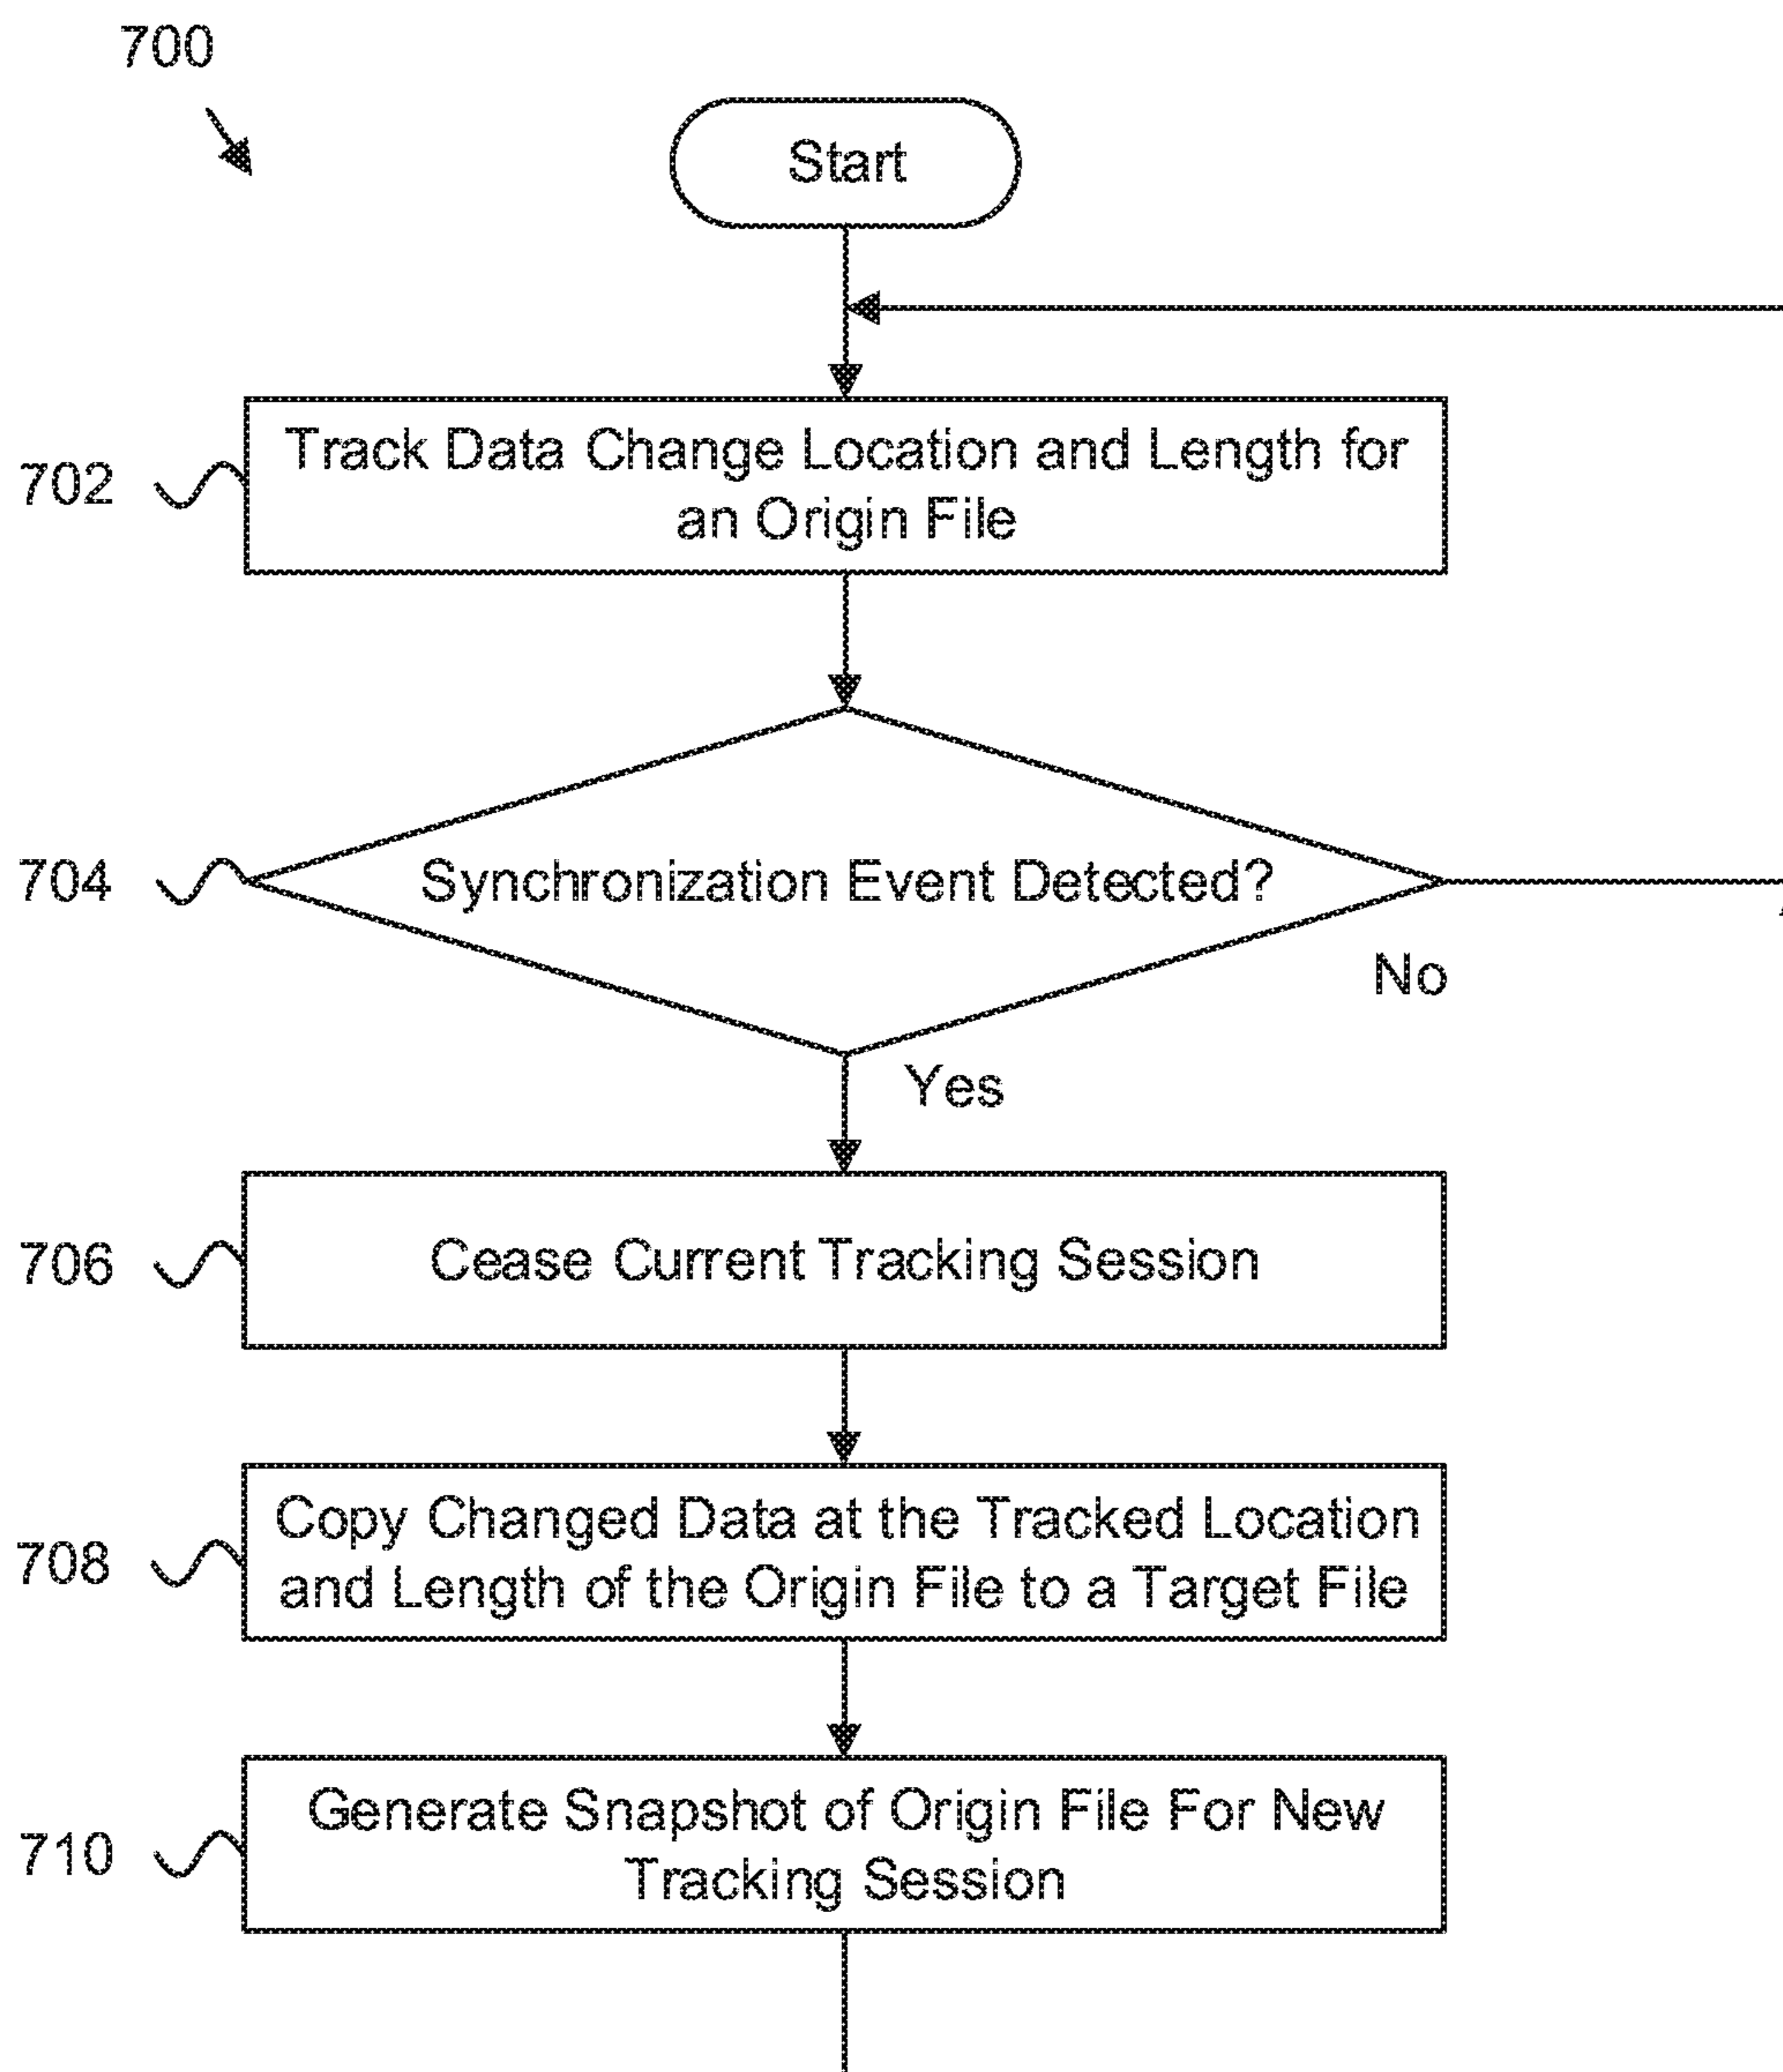 700
Start
702
Track Data Change Location and Length for
an Origin File
704
Synchronization Event Detected?
No
Yes
706
Cease Current Tracking Session
708
Copy Changed Data at the Tracked Location
and Length of the Origin File to a Target File
710
Generate Snapshot of Origin File For New
Tracking Session